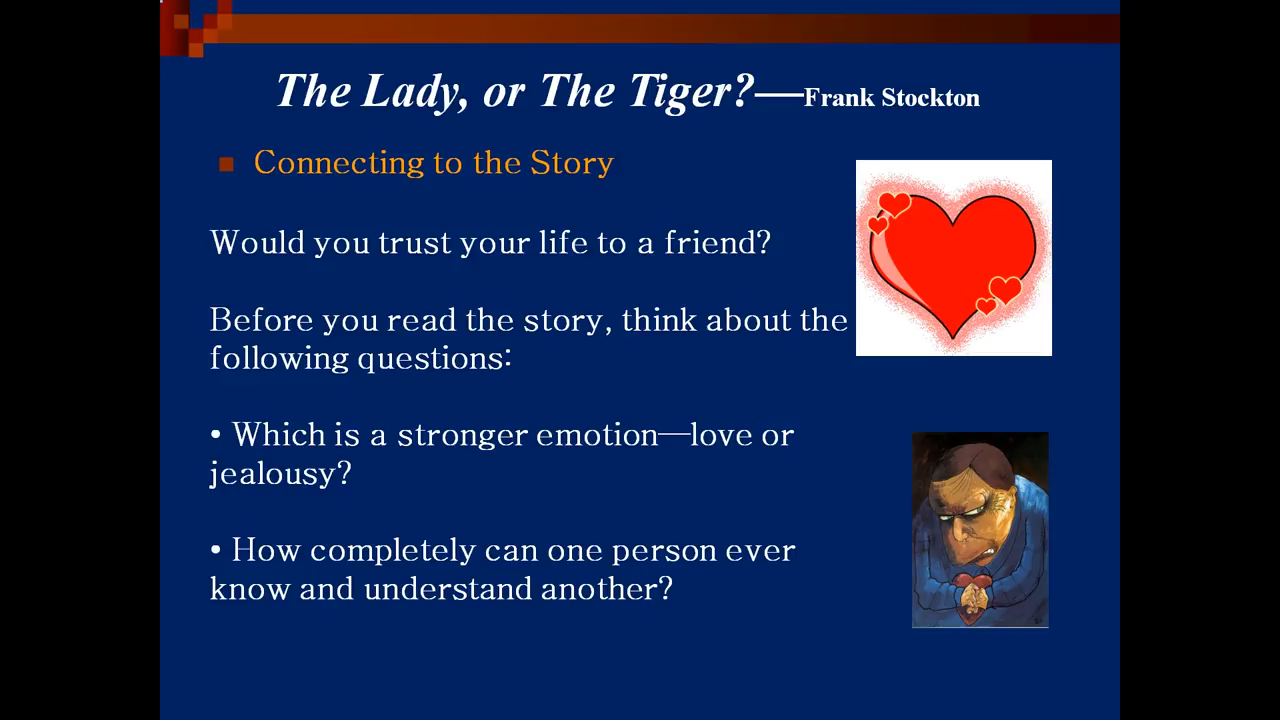 The Lady, or The Tiger?—Frank Stockton
Connecting to the Story
Would you trust your life to a friend?
Before you read the story, think about the
following questions:
• Which is a stronger emotion—love or
jealousy?
• How completely can one person ever
know and understand another?